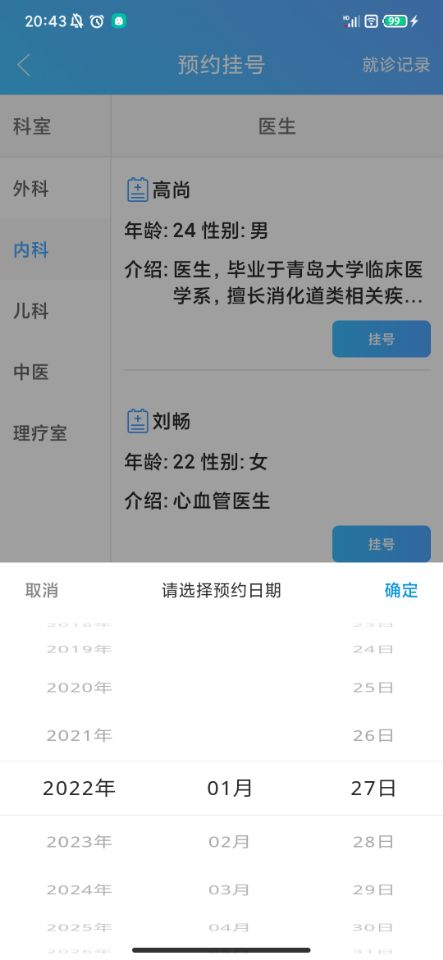 20:43
99
预约挂号
就诊记录
科室
医生
外科
内科
儿科
中医
理疗室
高尚
年龄: 24 性别: 男
介绍: 医生，毕业于青岛大学临床医
学系，擅长消化道类相关疾...
挂号
刘畅
年龄: 22 性别: 女
介绍: 心血管医生
挂号
取消
请选择预约日期
确定
2018年 23日
2019年 24日
2020年 25日
2021年 26日
2022年 01月 27日
2023年 02月 28日
2024年 03月 29日
2025年 04月 30日